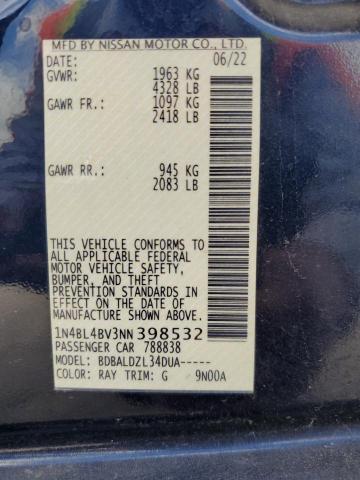 MFD BY NISSAN MOTOR CO., LTD.
DATE: 06/22
GVWR: 1963 KG
4328 LB
GAWR FR.: 1097 KG
2418 LB
GAWR RR.: 945 KG
2083 LB
THIS VEHICLE CONFORMS TO
ALL APPLICABLE FEDERAL
MOTOR VEHICLE SAFETY,
BUMPER, AND THEFT
PREVENTION STANDARDS IN
EFFECT ON THE DATE OF
MANUFACTURE SHOWN ABOVE.
1N4BL4BV3NN398532
PASSENGER CAR 788838
MODEL: BDBALDZL34DUA-----
COLOR: RAY TRIM: G 9N00A